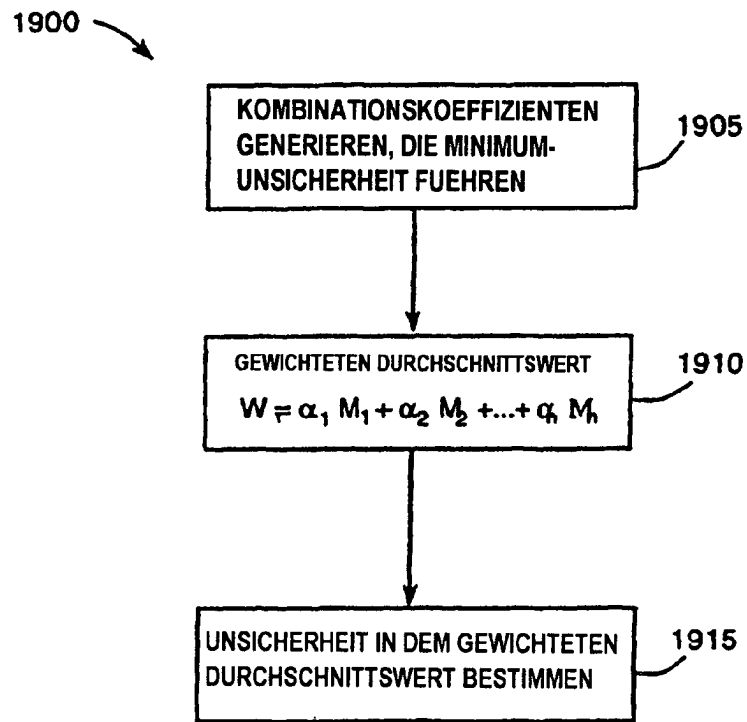 1900
KOMBINATIONSKOEFFIZIENTEN
GENERIEREN, DIE MINIMUM-
UNSICHERHEIT FUEHREN
1905
GEWICHTETEN DURCHSCHNITTSWERT
W = α₁ M₁ + α₂ M₂ +...+ αₙ Mₙ
1910
UNSICHERHEIT IN DEM GEWICHTETEN
DURCHSCHNITTSWERT BESTIMMEN
1915